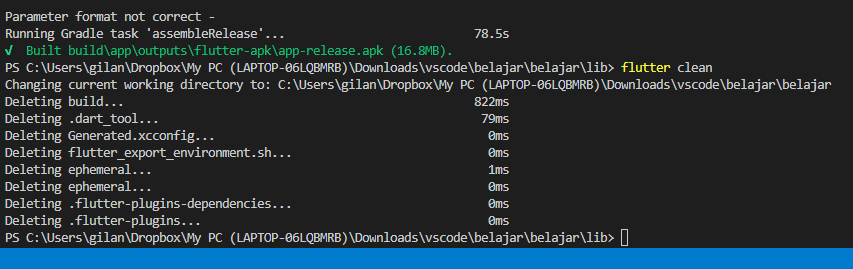 Parameter format not correct -
Running Gradle task 'assembleRelease'... 78.5s
√ Built build\app\outputs\flutter-apk\app-release.apk (16.8MB).
PS C:\Users\gilan\Dropbox\My PC (LAPTOP-06LQBMRB)\Downloads\vscode\belajar\belajar\lib> flutter clean
Changing current working directory to: C:\Users\gilan\Dropbox\My PC (LAPTOP-06LQBMRB)\Downloads\vscode\belajar\belajar
Deleting build... 822ms
Deleting .dart_tool... 79ms
Deleting Generated.xcconfig... 0ms
Deleting flutter_export_environment.sh... 0ms
Deleting ephemeral... 1ms
Deleting ephemeral... 0ms
Deleting .flutter-plugins-dependencies... 0ms
Deleting .flutter-plugins... 0ms
PS C:\Users\gilan\Dropbox\My PC (LAPTOP-06LQBMRB)\Downloads\vscode\belajar\belajar\lib>